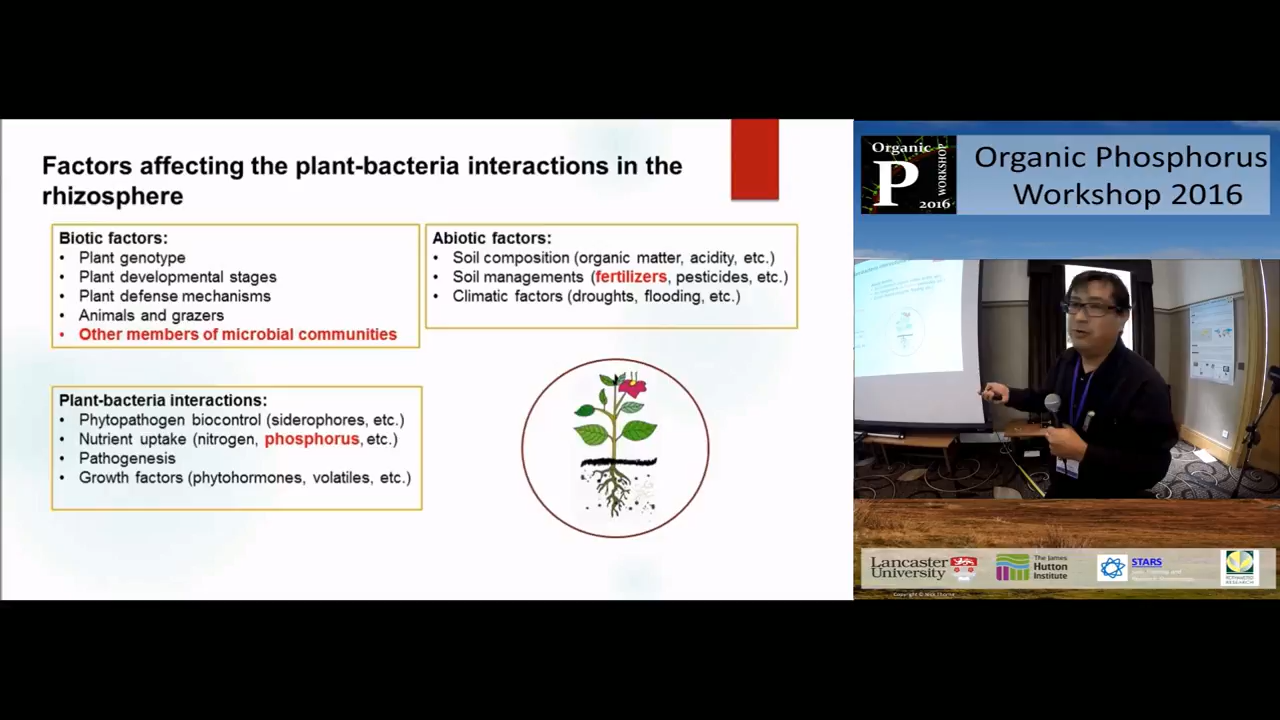 Factors affecting the plant-bacteria interactions in the
rhizosphere
Biotic factors:
• Plant genotype
• Plant developmental stages
• Plant defense mechanisms
• Animals and grazers
• Other members of microbial communities
Abiotic factors:
• Soil composition (organic matter, acidity, etc.)
• Soil managements (fertilizers, pesticides, etc.)
• Climatic factors (droughts, flooding, etc.)
Plant-bacteria interactions:
• Phytopathogen biocontrol (siderophores, etc.)
• Nutrient uptake (nitrogen, phosphorus, etc.)
• Pathogenesis
• Growth factors (phytohormones, volatiles, etc.)
Organic
P
WORKSHOP
2016
Organic Phosphorus
Workshop 2016
Lancaster
University
The James
Hutton
Institute
STARS